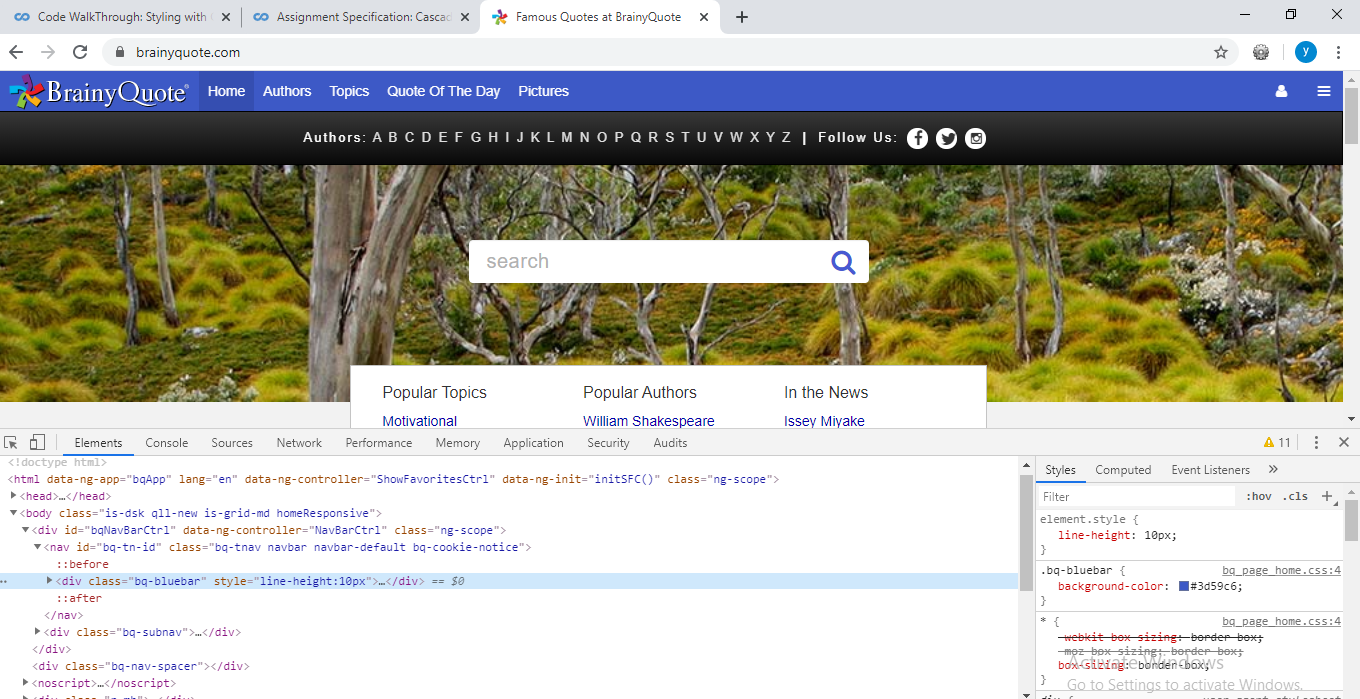 Code WalkThrough: Styling with
Assignment Specification: Cascad
Famous Quotes at BrainyQuote
brainyquote.com
y
BrainyQuote®
Home Authors Topics Quote Of The Day Pictures
Authors: A B C D E F G H I J K L M N O P Q R S T U V W X Y Z | Follow Us:
search
Popular Topics Popular Authors In the News
Motivational William Shakespeare Issey Miyake
Elements Console Sources Network Performance Memory Application Security Audits 11
<!doctype html>
<html data-ng-app="bqApp" lang="en" data-ng-controller="ShowFavoritesCtrl" data-ng-init="initSFC()" class="ng-scope">
<head>…</head>
<body class="is-dsk qll-new is-grid-md homeResponsive">
<div id="bqNavBarCtrl" data-ng-controller="NavBarCtrl" class="ng-scope">
<nav id="bq-tn-id" class="bq-tnav navbar navbar-default bq-cookie-notice">
::before
<div class="bq-bluebar" style="line-height:10px">…</div> == $0
::after
</nav>
<div class="bq-subnav">…</div>
</div>
<div class="bq-nav-spacer"></div>
<noscript>…</noscript>
Styles Computed Event Listeners »
Filter :hov .cls +
element.style {
line-height: 10px;
}
.bq-bluebar { bq_page_home.css:4
background-color: #3d59c6;
}
* { bq_page_home.css:4
-webkit-box-sizing: border-box;
-moz-box-sizing: border-box;
box-sizing: border-box;
}
Activate Windows
Go to Settings to activate Windows.